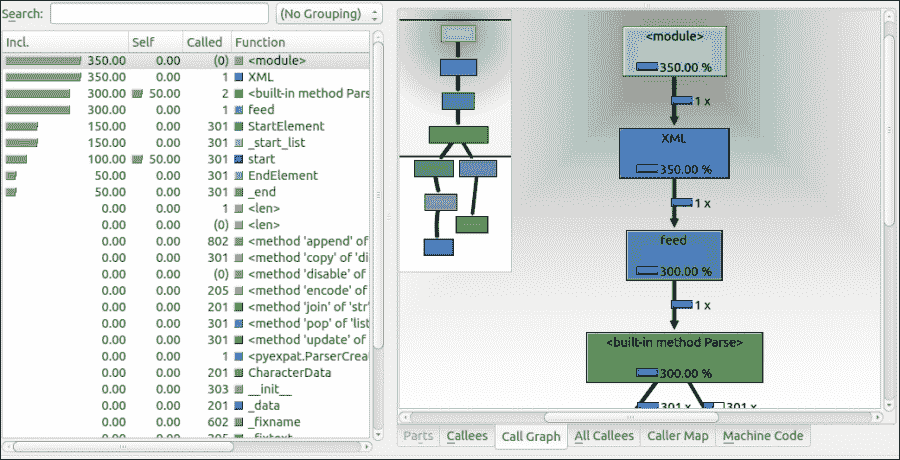 Search: (No Grouping)
Incl. Self Called Function
350.00 0.00 (0) <module>
350.00 0.00 1 XML
300.00 50.00 2 <built-in method Pars
300.00 0.00 1 feed
150.00 0.00 301 StartElement
150.00 0.00 301 _start_list
100.00 50.00 301 start
50.00 0.00 301 EndElement
50.00 0.00 301 _end
0.00 0.00 1 <len>
0.00 0.00 (0) <len>
0.00 0.00 802 <method 'append' of
0.00 0.00 301 <method 'copy' of 'di
0.00 0.00 (0) <method 'disable' of
0.00 0.00 205 <method 'encode' of
0.00 0.00 201 <method 'join' of 'str'
0.00 0.00 301 <method 'pop' of 'list
0.00 0.00 301 <method 'update' of
0.00 0.00 1 <pyexpat.ParserCrea
0.00 0.00 201 CharacterData
0.00 0.00 303 __init__
0.00 0.00 201 _data
0.00 0.00 602 _fixname
0.00 0.00 205 _fixtext
<module>
350.00 %
1 x
XML
350.00 %
1 x
feed
300.00 %
1 x
<built-in method Parse>
300.00 %
301 x 301 x
Parts Callees Call Graph All Callees Caller Map Machine Code